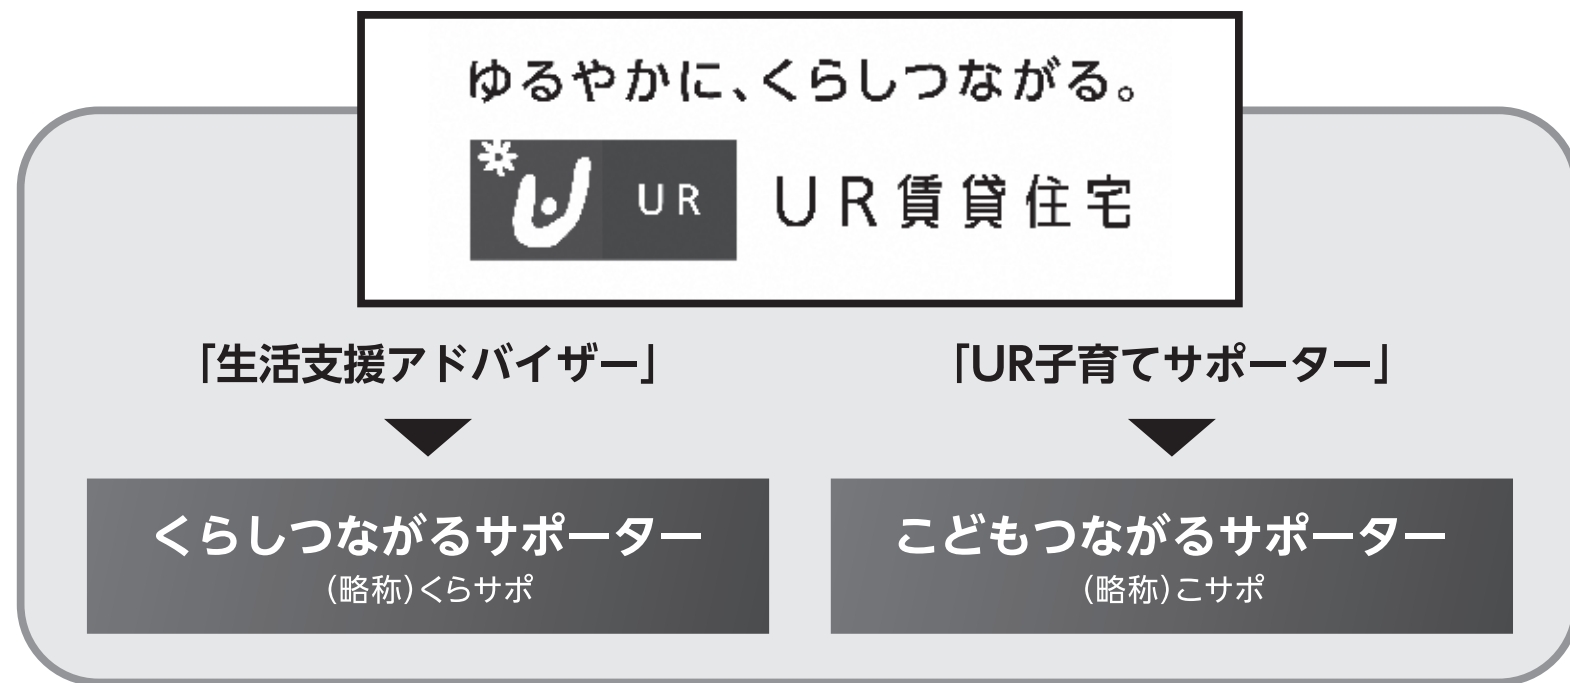 ゆるやかに、くらしつながる。
UR
UR賃貸住宅
「生活支援アドバイザー」
くらしつながるサポーター
(略称)くらサポ
「UR子育てサポーター」
こどもつながるサポーター
(略称)こサポ